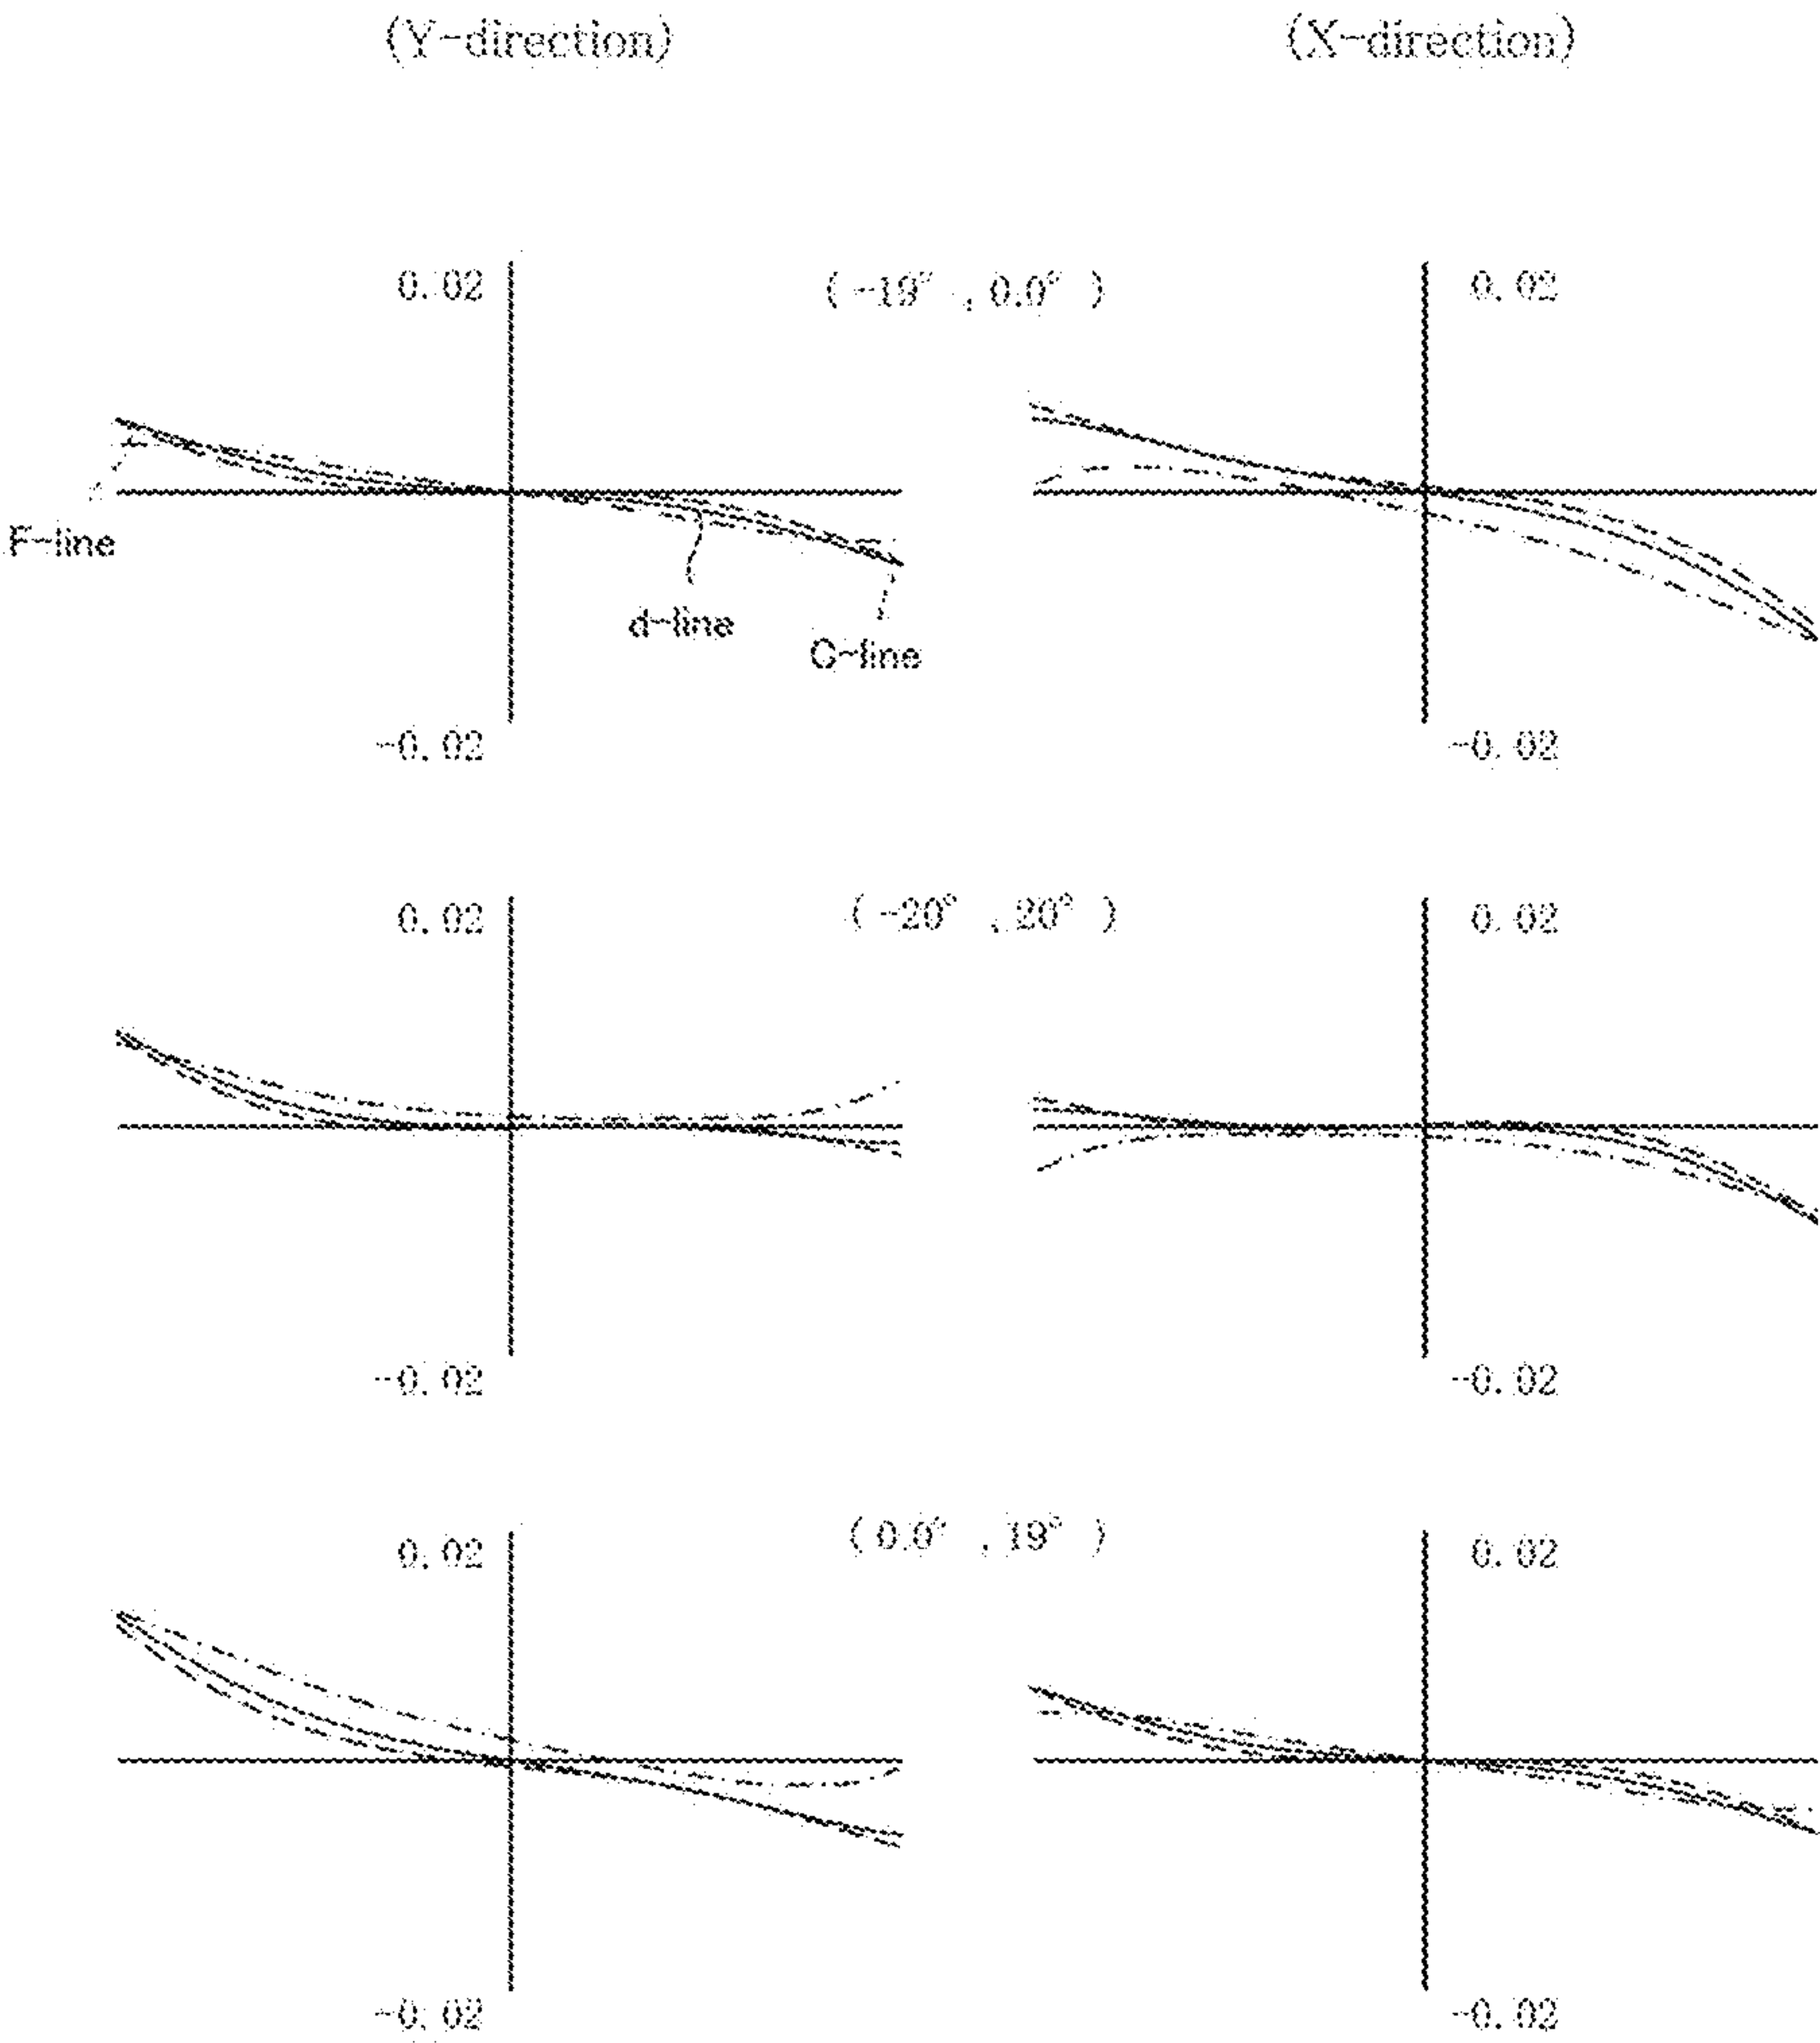 (Y-direction)
(X-direction)
0.02
(-19° , 0.0° )
0.02
F-line
d-line
C-line
-0.02
-0.02
0.02
(-20° , 20° )
0.02
-0.02
-0.02
0.02
( 0.0° , 19° )
0.02
-0.02
-0.02